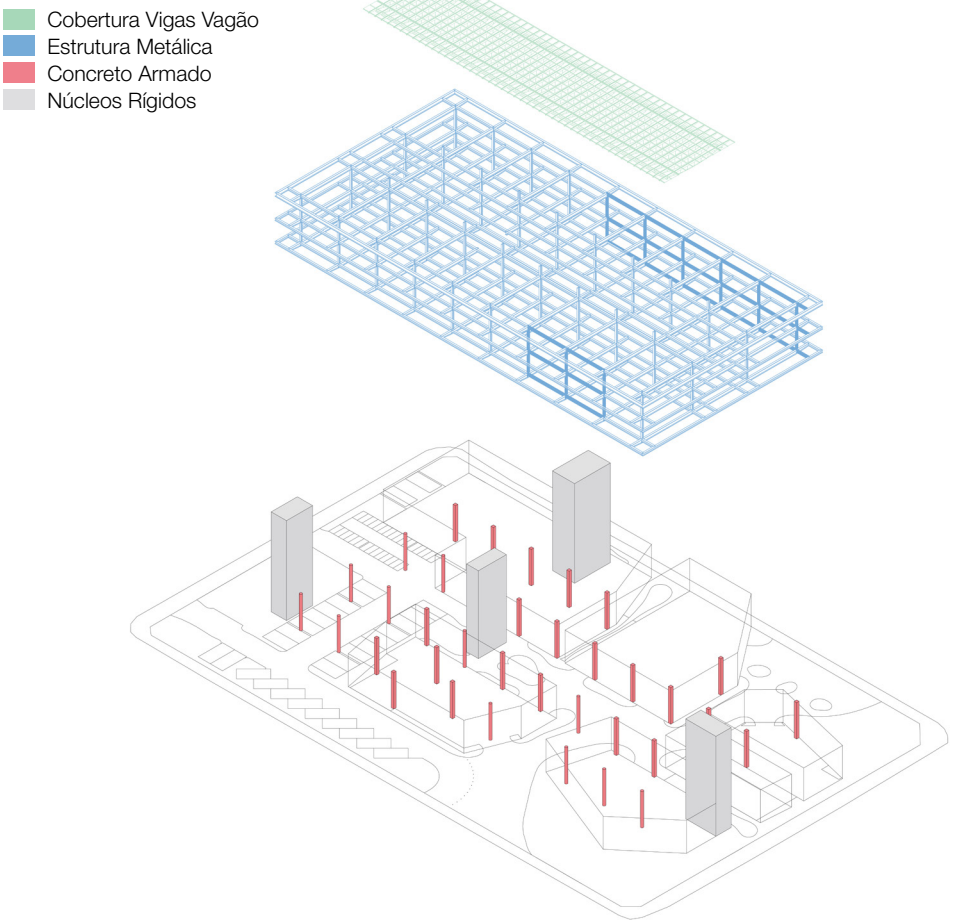 Cobertura Vigas Vagão
Estrutura Metálica
Concreto Armado
Núcleos Rígidos